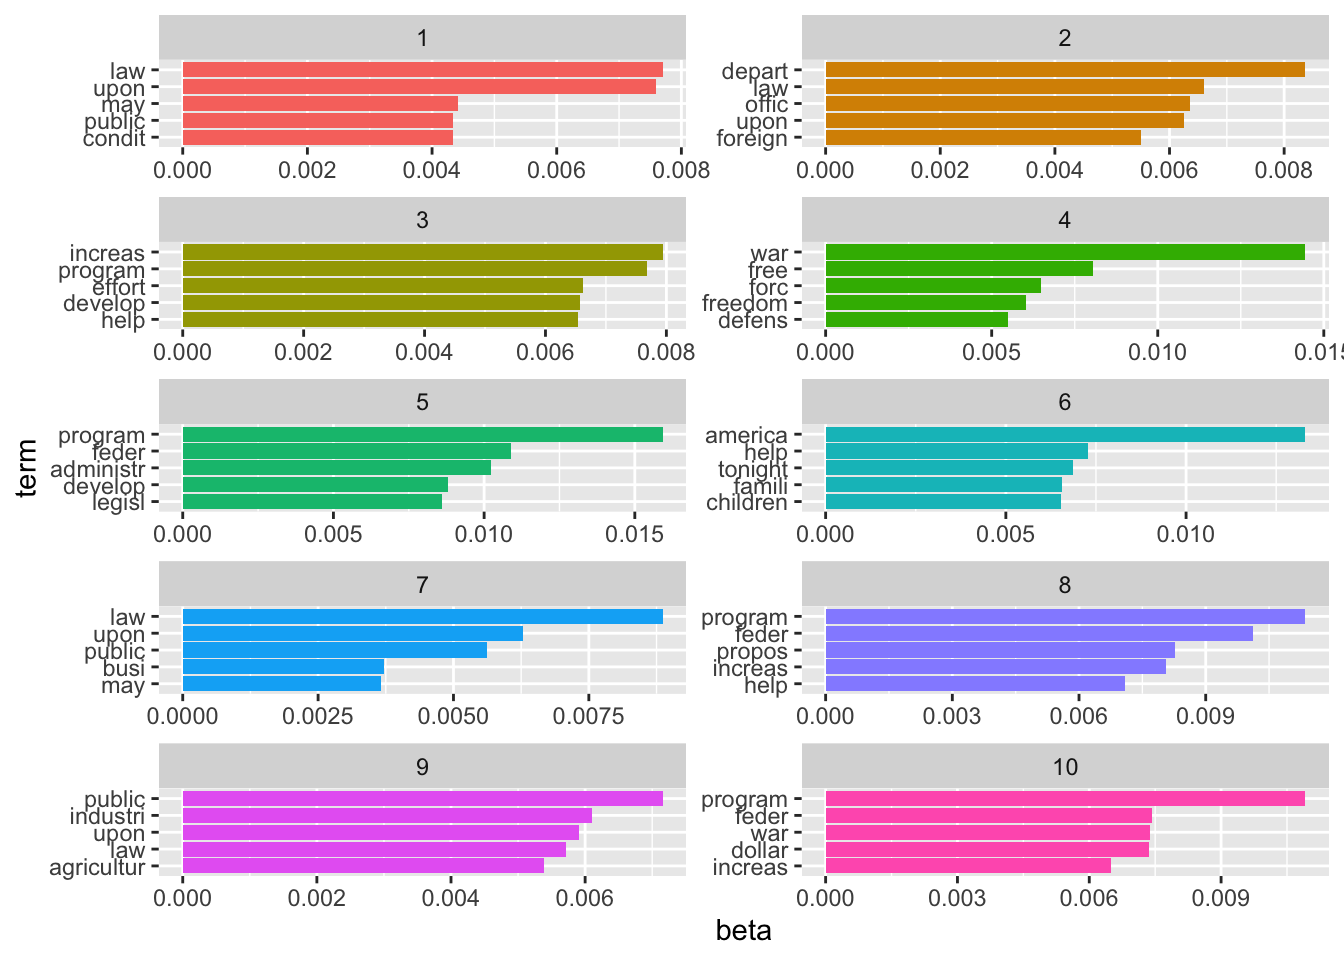 1
law
upon
may
public
condit
0.000 0.002 0.004 0.006 0.008
2
depart
law
offic
upon
foreign
0.000 0.002 0.004 0.006 0.008
3
increas
program
effort
develop
help
0.000 0.002 0.004 0.006 0.008
4
war
free
forc
freedom
defens
0.000 0.005 0.010 0.015
term
5
program
feder
administr
develop
legisl
0.000 0.005 0.010 0.015
6
america
help
tonight
famili
children
0.000 0.005 0.010
7
law
upon
public
busi
may
0.0000 0.0025 0.0050 0.0075
8
program
feder
propos
increas
help
0.000 0.003 0.006 0.009
9
public
industri
upon
law
agricultur
0.000 0.002 0.004 0.006
10
program
feder
war
dollar
increas
0.000 0.003 0.006 0.009
beta